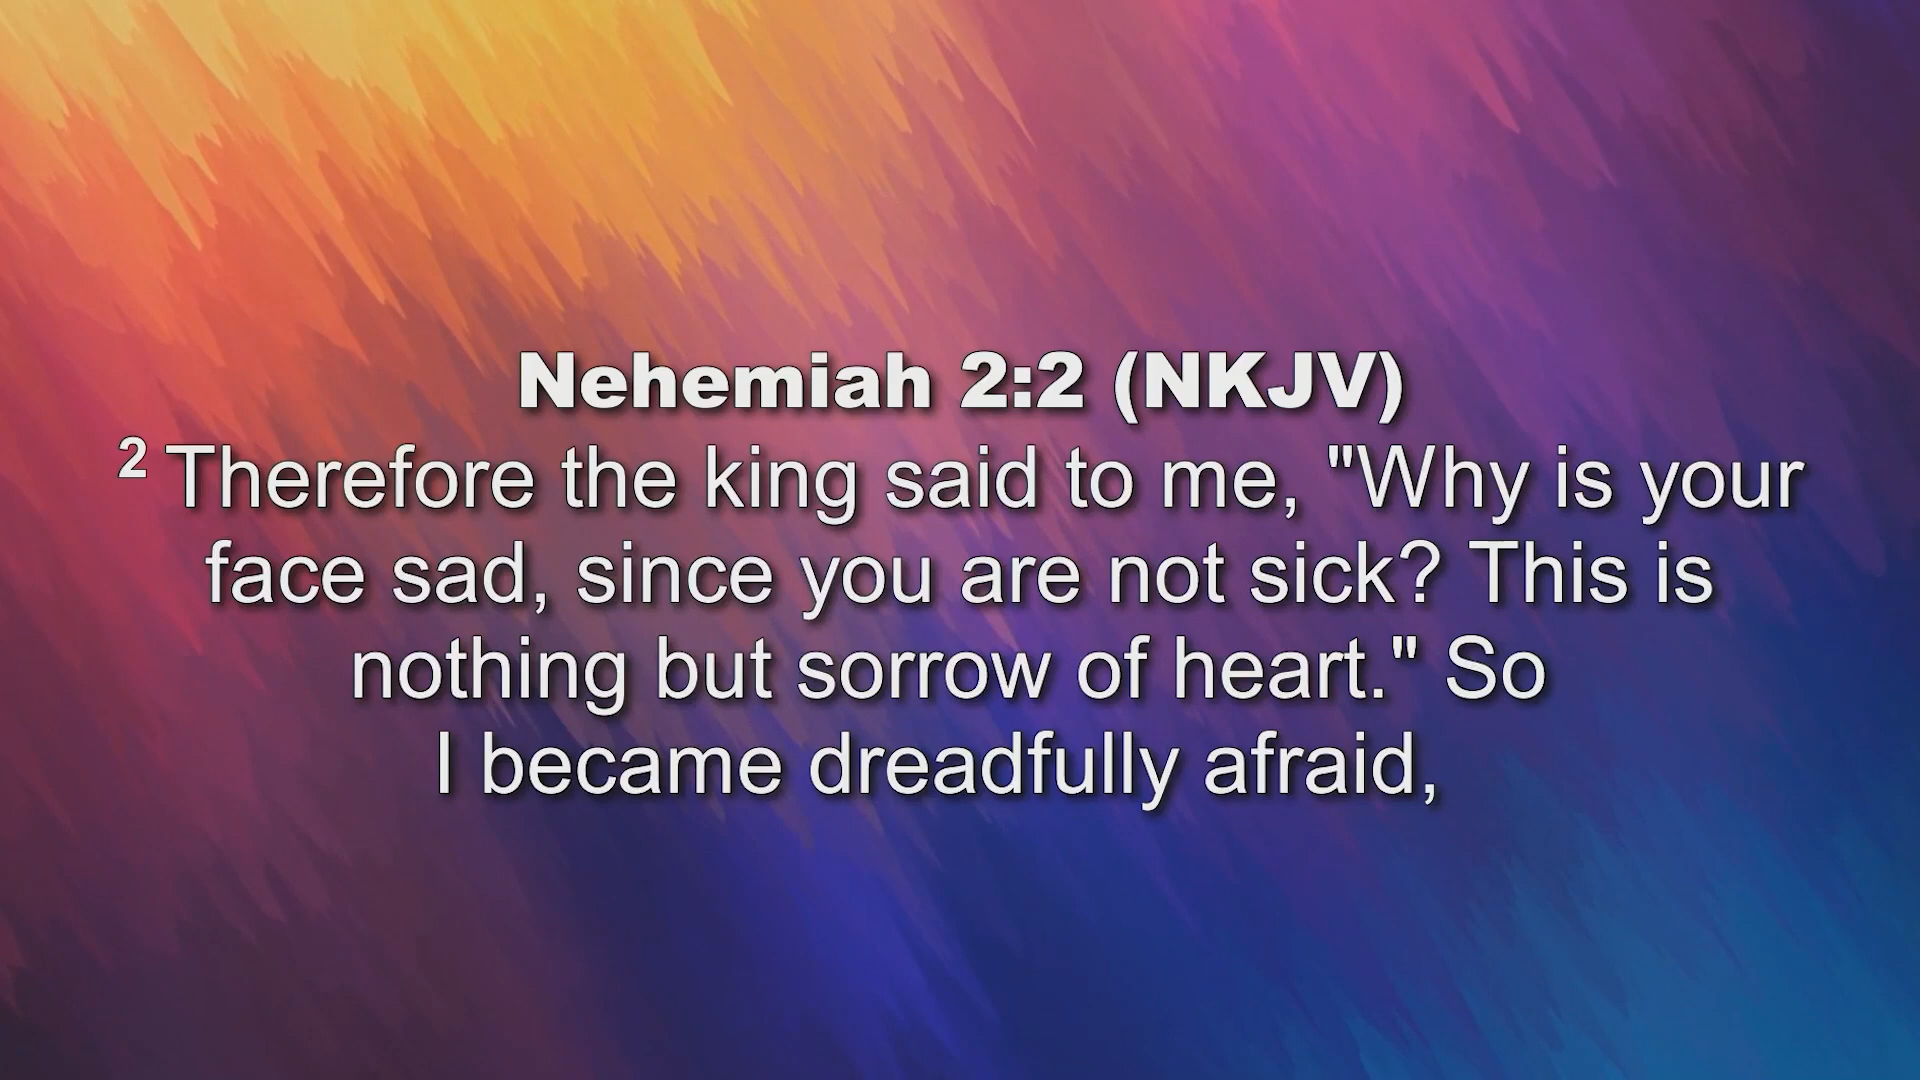 Nehemiah 2:2 (NKJV)
2 Therefore the king said to me, "Why is your
face sad, since you are not sick? This is
nothing but sorrow of heart." So
I became dreadfully afraid,